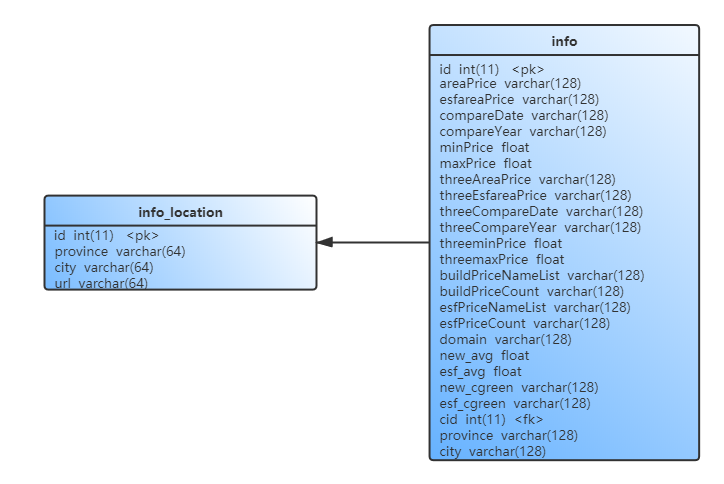 info
id int(11) <pk>
areaPrice varchar(128)
esfareaPrice varchar(128)
compareDate varchar(128)
compareYear varchar(128)
minPrice float
maxPrice float
threeAreaPrice varchar(128)
threeEsfareaPrice varchar(128)
threeCompareDate varchar(128)
threeCompareYear varchar(128)
threeminPrice float
threemaxPrice float
buildPriceNameList varchar(128)
buildPriceCount varchar(128)
esfPriceNameList varchar(128)
esfPriceCount varchar(128)
domain varchar(128)
new_avg float
esf_avg float
new_cgreen varchar(128)
esf_cgreen varchar(128)
cid int(11) <fk>
province varchar(128)
city varchar(128)
info_location
id int(11) <pk>
province varchar(64)
city varchar(64)
url varchar(64)